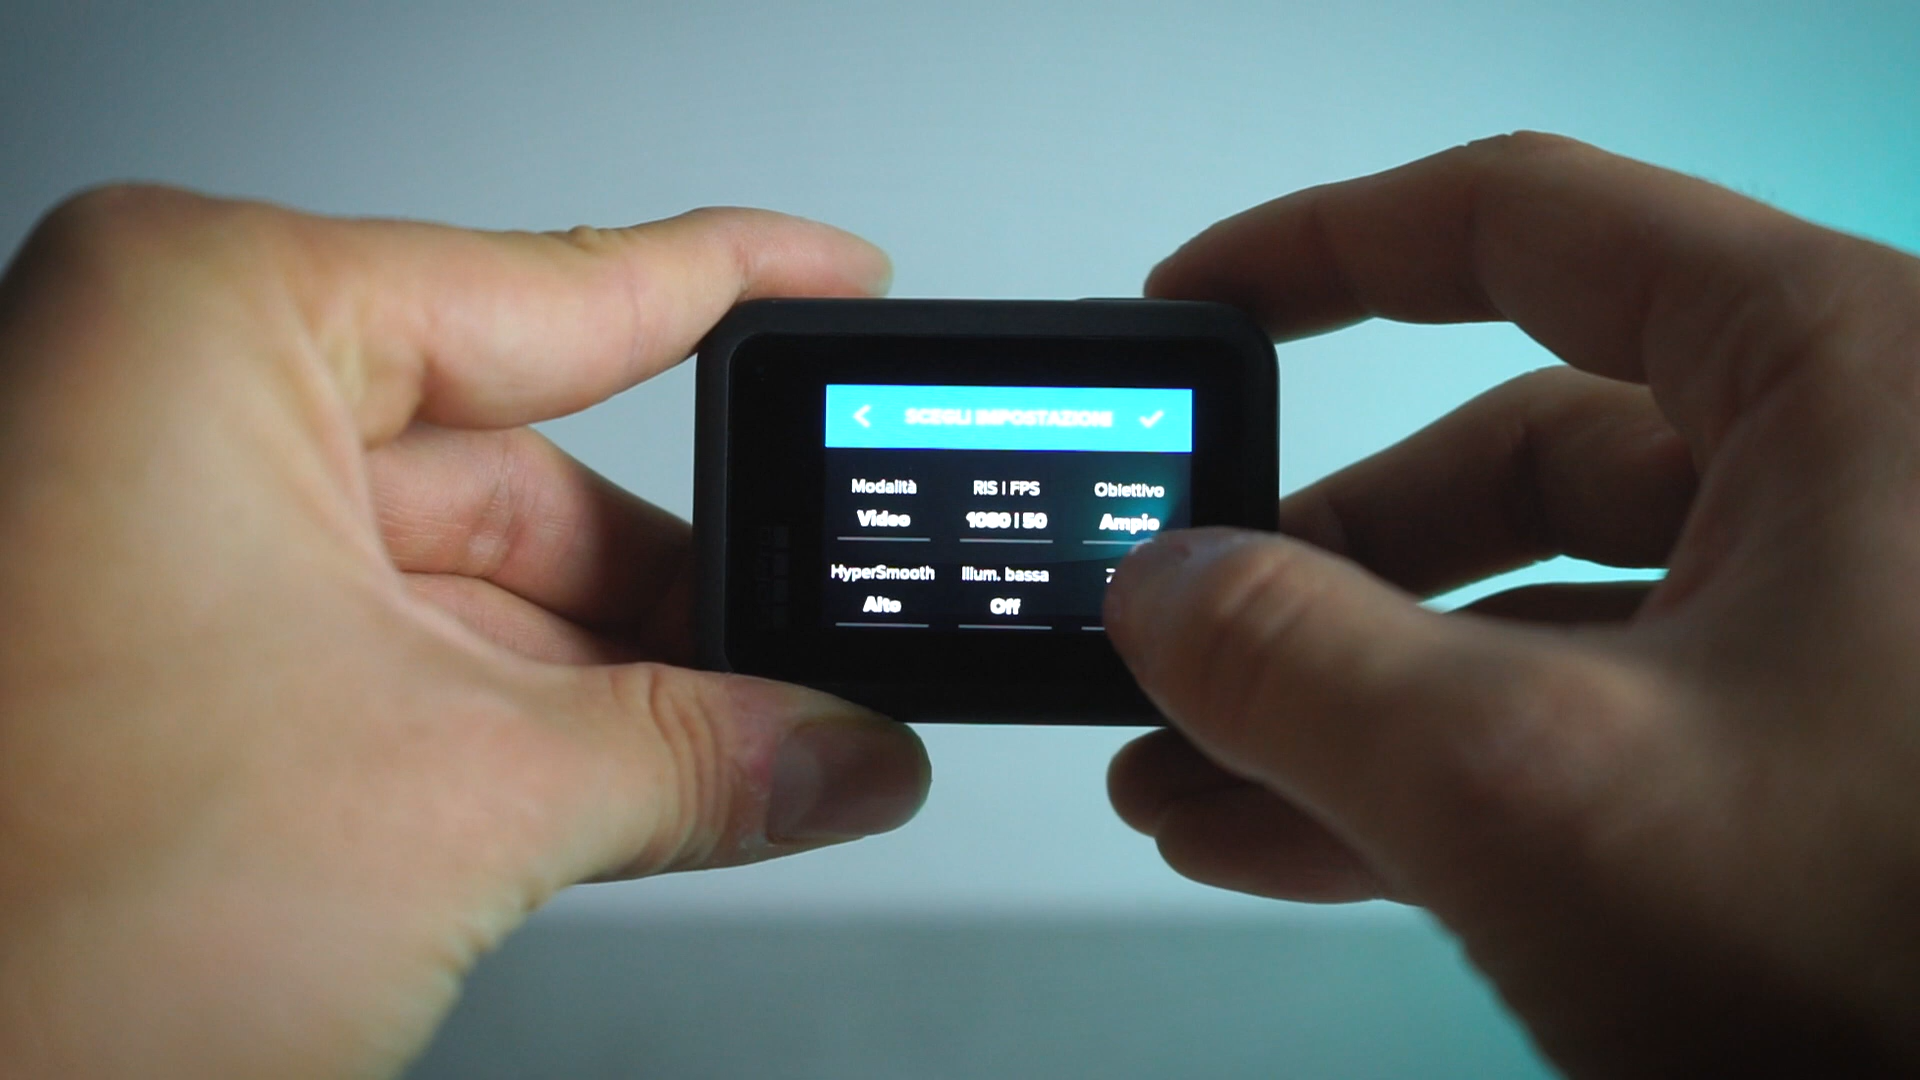 SCEGLI IMPOSTAZIONI
Modalità RIS | FPS Obiettivo
Video 1080 | 50 Ampio
HyperSmooth Illum. bassa
Alto Off